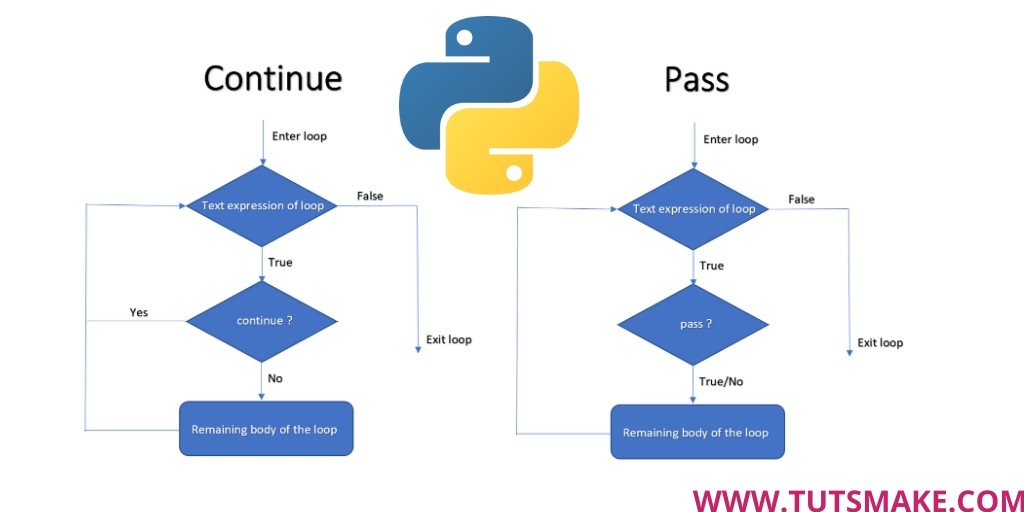 Continue
Enter loop
Text expression of loop
False
True
continue ?
Yes
Exit loop
No
Remaining body of the loop
Pass
Enter loop
Text expression of loop
False
True
pass ?
Exit loop
True/No
Remaining body of the loop
WWW.TUTSMAKE.COM